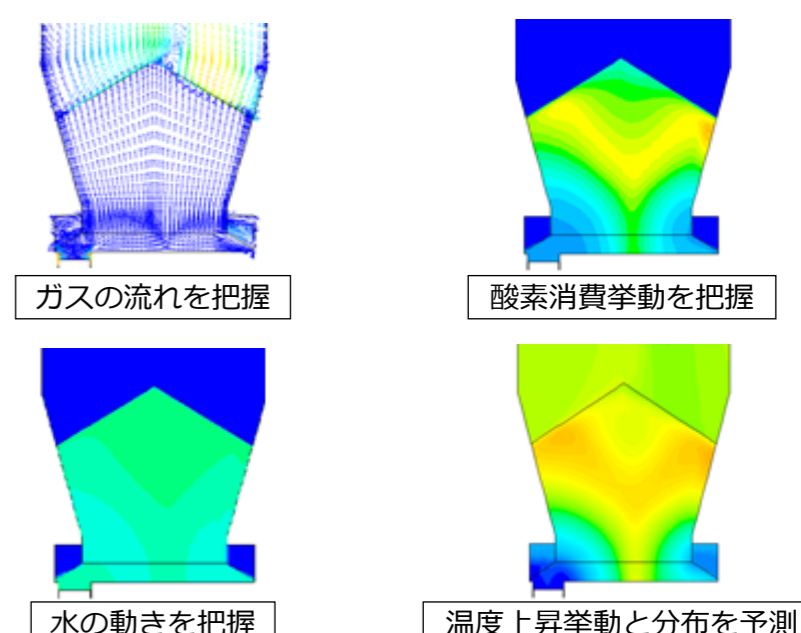 ガスの流れを把握
酸素消費挙動を把握
水の動きを把握
温度上昇挙動と分布を予測